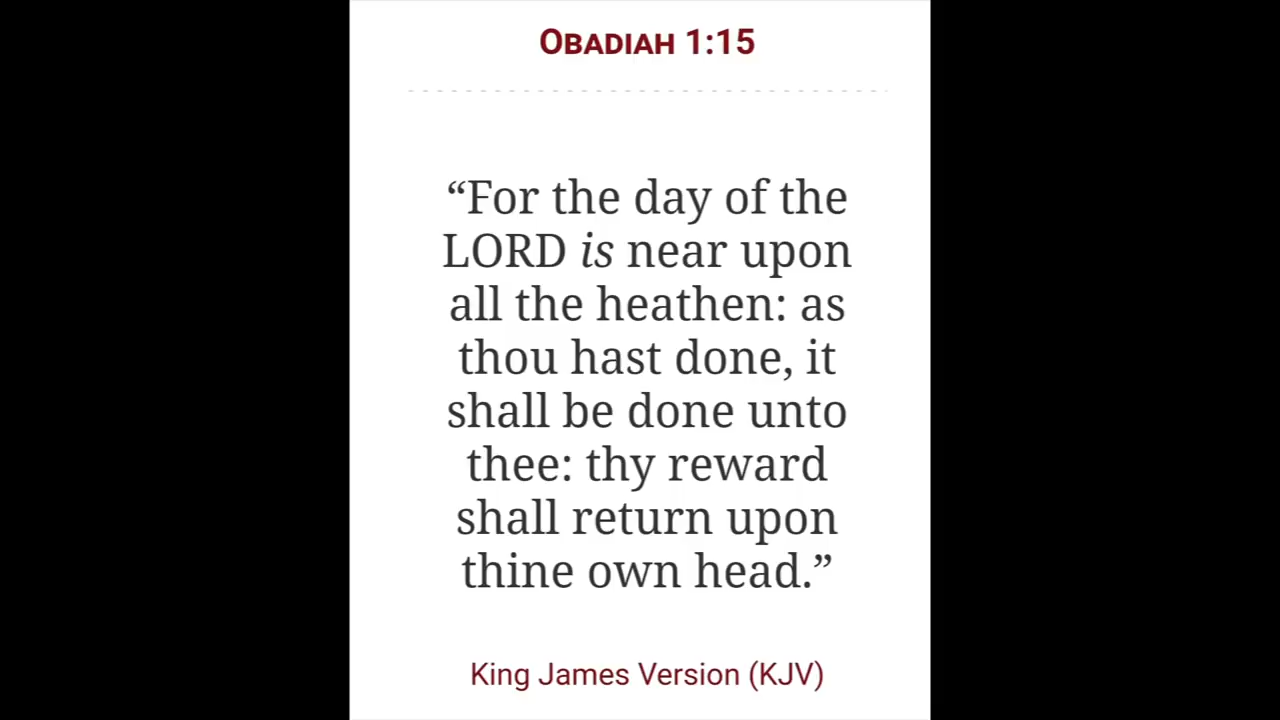 OBADIAH 1:15
“For the day of the
LORD is near upon
all the heathen: as
thou hast done, it
shall be done unto
thee: thy reward
shall return upon
thine own head.”
King James Version (KJV)